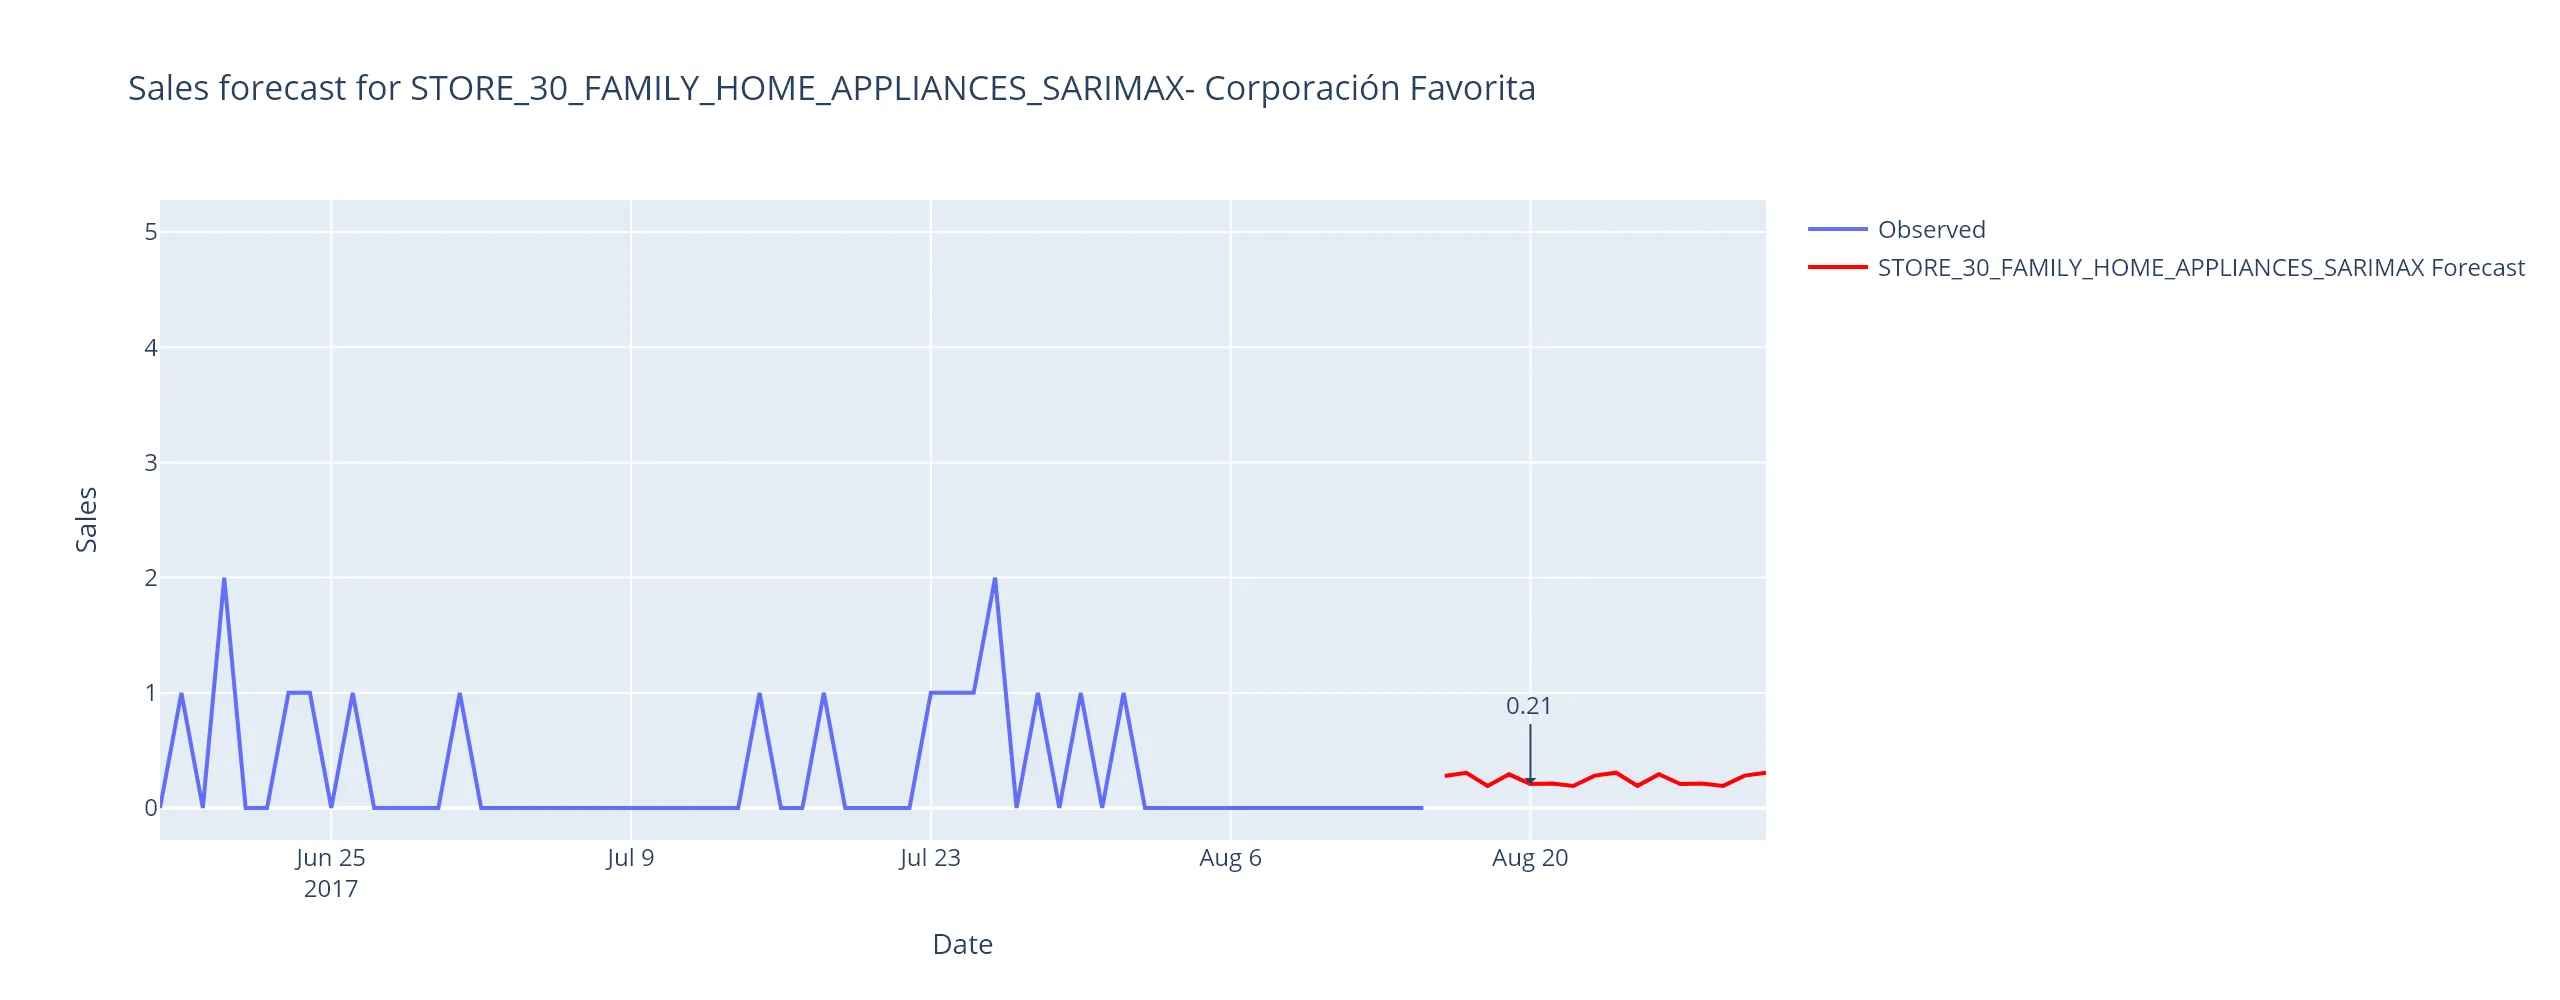 Sales forecast for STORE_30_FAMILY_HOME_APPLIANCES_SARIMAX- Corporación Favorita
Observed
STORE_30_FAMILY_HOME_APPLIANCES_SARIMAX Forecast
5
4
3
2
1
0
Sales
0.21
Jun 25
2017
Jul 9
Jul 23
Aug 6
Aug 20
Date